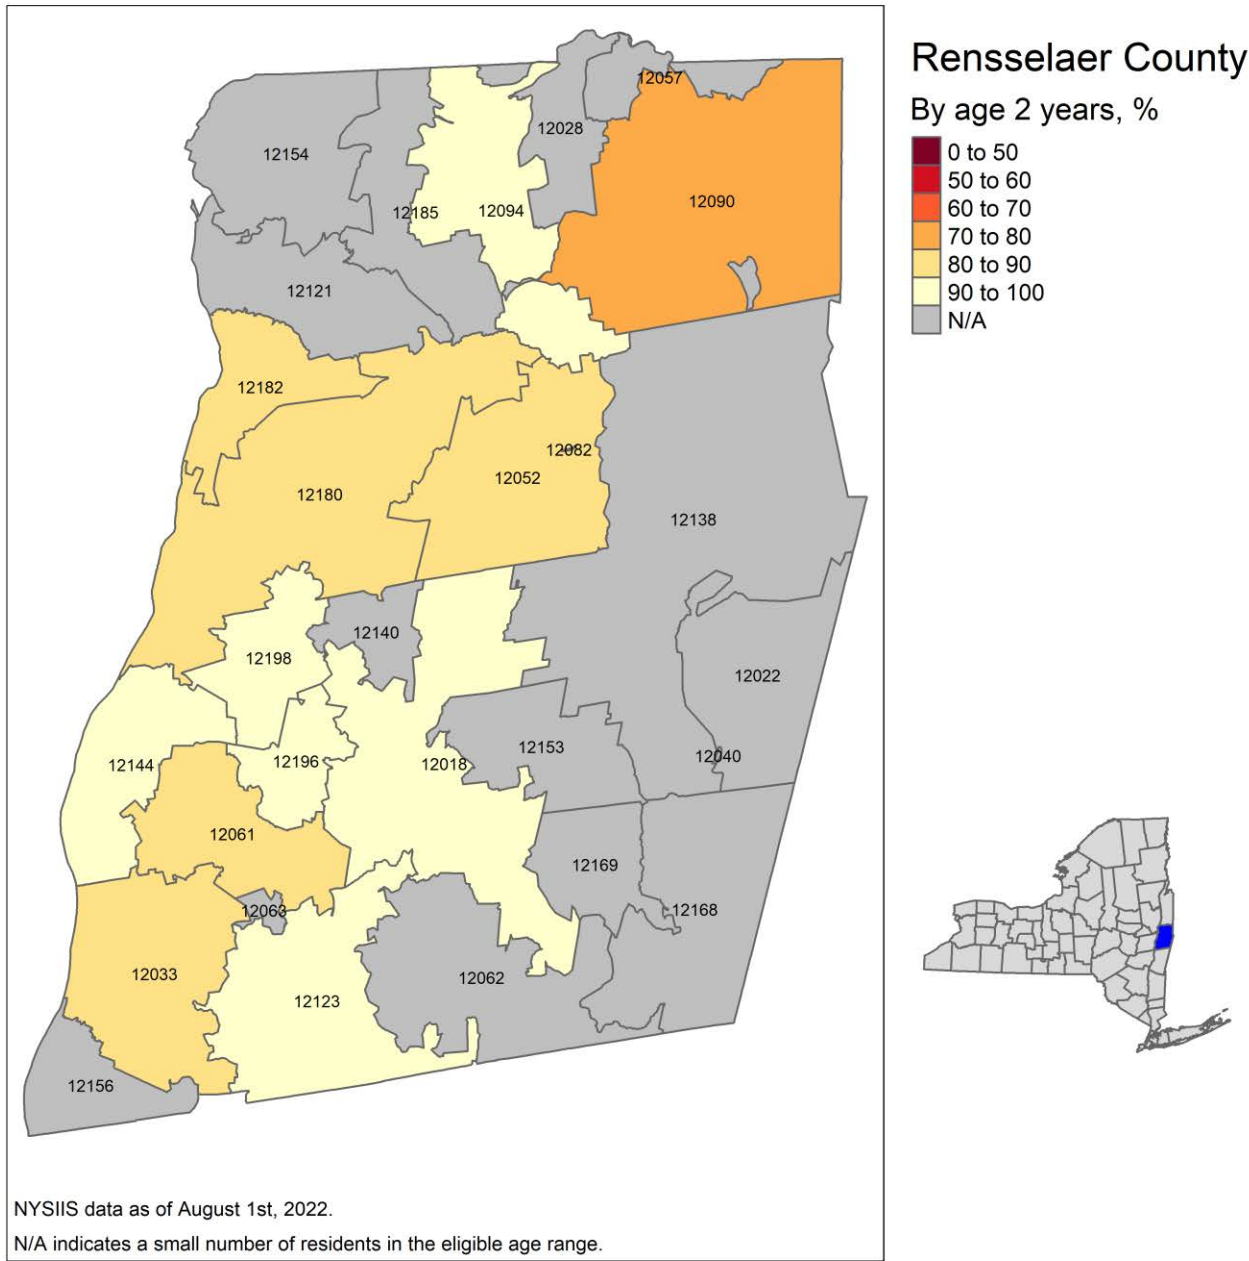 Rensselaer County
By age 2 years, %
0 to 50
50 to 60
60 to 70
70 to 80
80 to 90
90 to 100
N/A
12057
12028
12154
12090
12185
12094
12121
12182
12082
12052
12180
12138
12140
12198
12022
12153
12040
12144
12196
12018
12061
12169
12063
12168
12033
12062
12123
12156
NYSIIS data as of August 1st, 2022.
N/A indicates a small number of residents in the eligible age range.